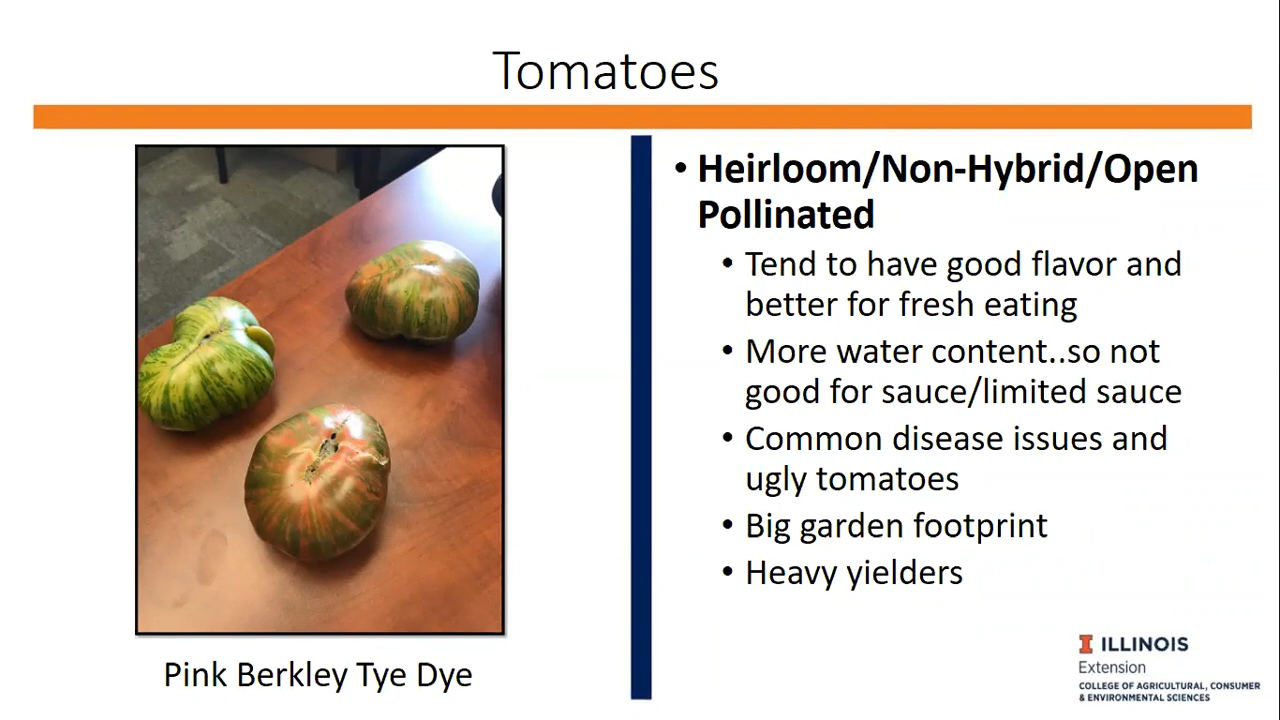 Tomatoes
• Heirloom/Non-Hybrid/Open
Pollinated
• Tend to have good flavor and
better for fresh eating
• More water content..so not
good for sauce/limited sauce
• Common disease issues and
ugly tomatoes
• Big garden footprint
• Heavy yielders
Pink Berkley Tye Dye
I ILLINOIS
Extension
COLLEGE OF AGRICULTURAL, CONSUMER
& ENVIRONMENTAL SCIENCES